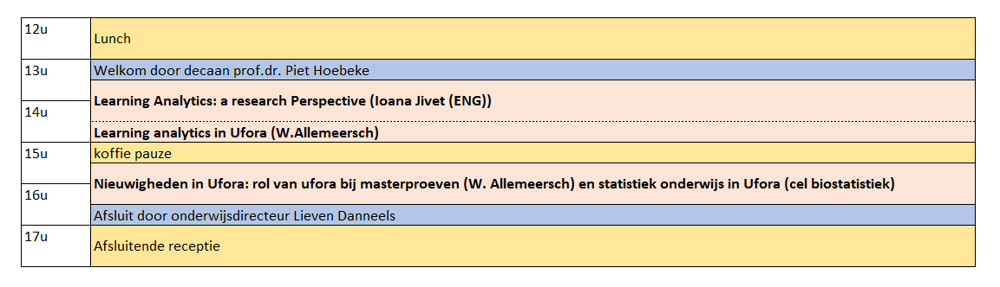 12u
Lunch
13u
Welkom door decaan prof.dr. Piet Hoebeke
Learning Analytics: a research Perspective (Ioana Jivet (ENG))
14u
Learning analytics in Ufora (W.Allemeersch)
15u
koffie pauze
Nieuwigheden in Ufora: rol van ufora bij masterproeven (W. Allemeersch) en statistiek onderwijs in Ufora (cel biostatistiek)
16u
Afsluit door onderwijsdirecteur Lieven Danneels
17u
Afsluitende receptie